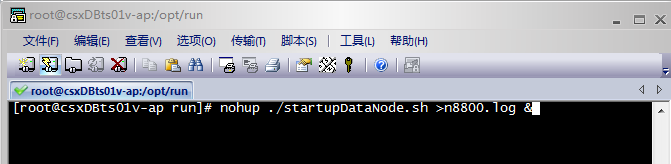 root@csxDBts01v-ap:/opt/run
文件(F) 编辑(E) 查看(V) 选项(O) 传输(T) 脚本(S) 工具(L) 帮助(H)
root@csxDBts01v-ap:/opt/run
[root@csxDBts01v-ap run]# nohup ./startupDataNode.sh >n8800.log &